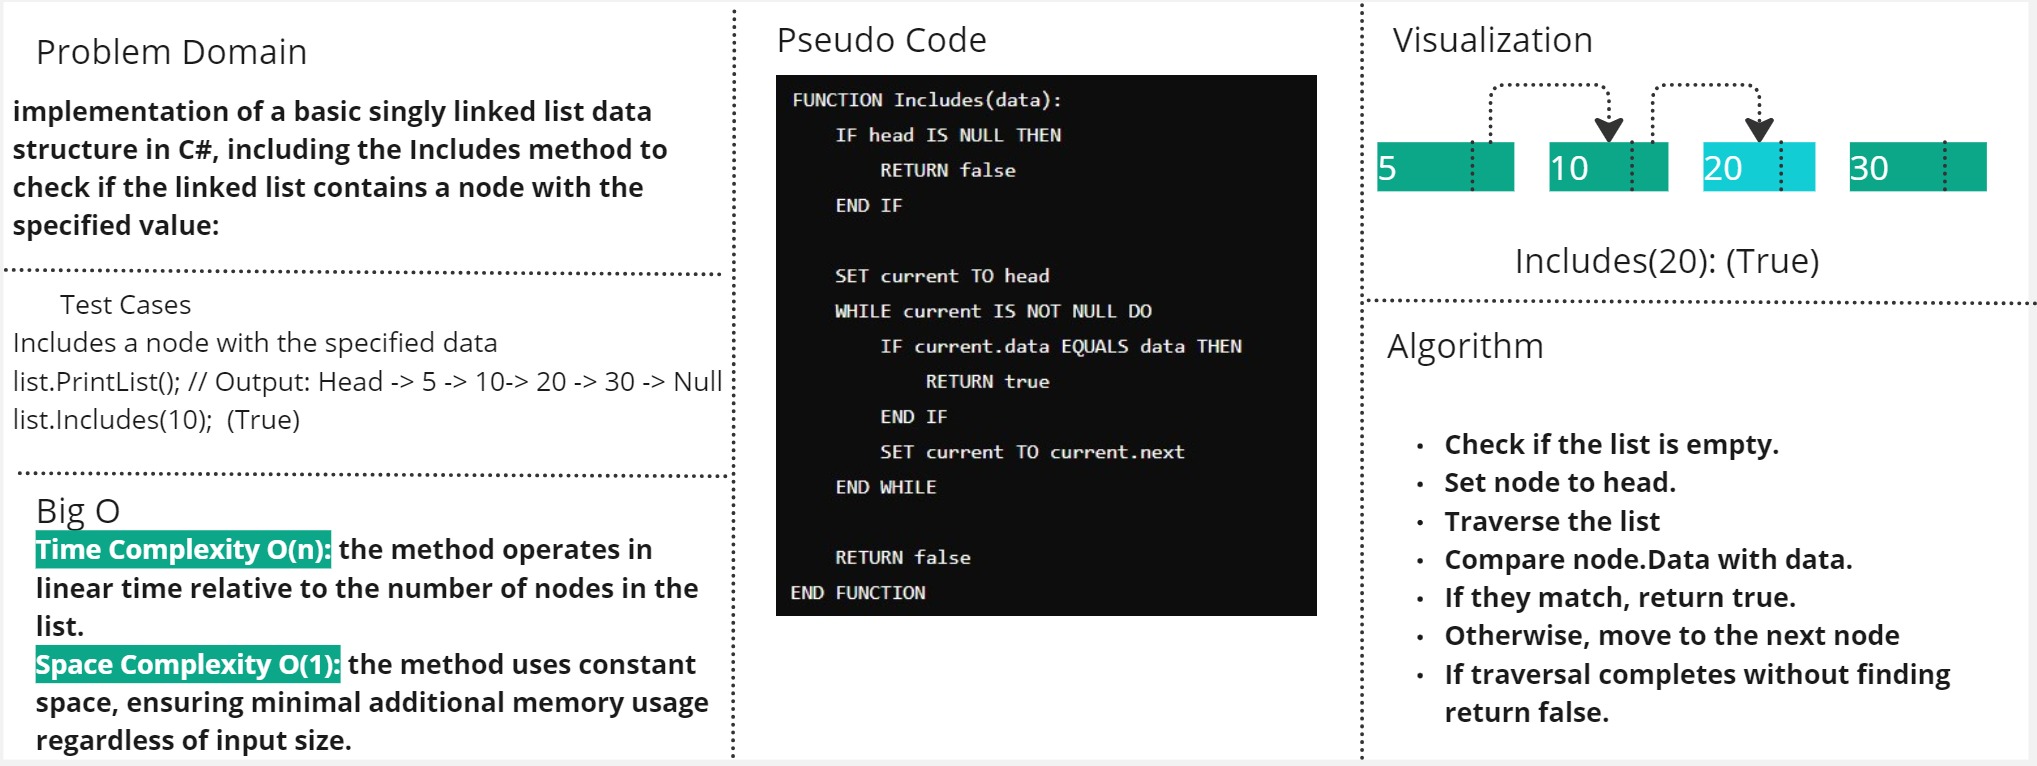 Problem Domain
implementation of a basic singly linked list data
structure in C#, including the Includes method to
check if the linked list contains a node with the
specified value:
Test Cases
Includes a node with the specified data
list.PrintList(); // Output: Head -> 5 -> 10-> 20 -> 30 -> Null
list.Includes(10);  (True)
Big O
Time Complexity O(n): the method operates in
linear time relative to the number of nodes in the
list.
Space Complexity O(1): the method uses constant
space, ensuring minimal additional memory usage
regardless of input size.
Pseudo Code
FUNCTION Includes(data):
    IF head IS NULL THEN
        RETURN false
    END IF
    SET current TO head
    WHILE current IS NOT NULL DO
        IF current.data EQUALS data THEN
            RETURN true
        END IF
        SET current TO current.next
    END WHILE
    RETURN false
END FUNCTION
Visualization
5 10 20 30
Includes(20): (True)
Algorithm
• Check if the list is empty.
• Set node to head.
• Traverse the list
• Compare node.Data with data.
• If they match, return true.
• Otherwise, move to the next node
• If traversal completes without finding
return false.